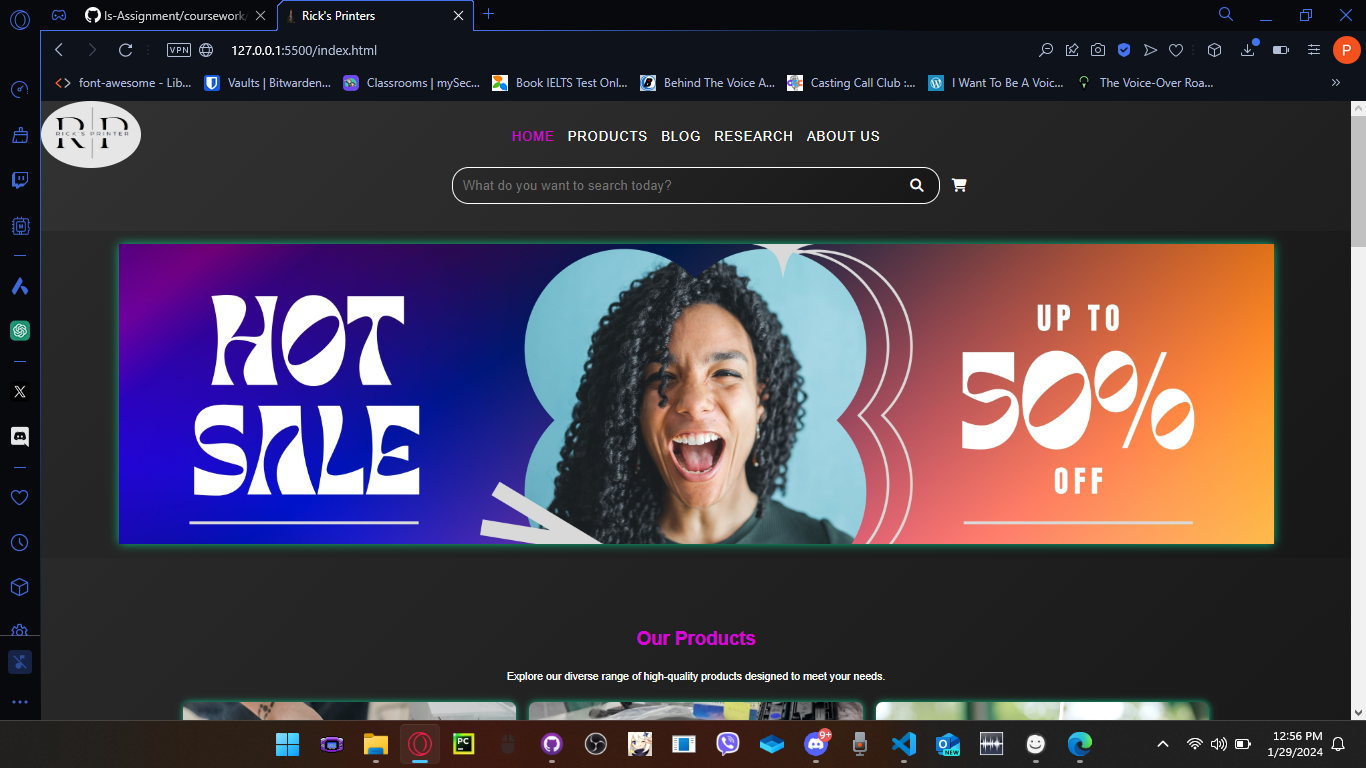 Is-Assignment/coursework
Rick's Printers
VPN
127.0.0.1:5500/index.html
P
font-awesome - Lib...
Vaults | Bitwarden...
Classrooms | mySec...
Book IELTS Test Onl...
Behind The Voice A...
Casting Call Club :...
I Want To Be A Voic...
The Voice-Over Roa...
»
R P
RICK'S PRINTER
HOME PRODUCTS BLOG RESEARCH ABOUT US
What do you want to search today?
HOT
SALE
UP TO
50%
OFF
Our Products
Explore our diverse range of high-quality products designed to meet your needs.
PC
9+
NEW
12:56 PM
1/29/2024